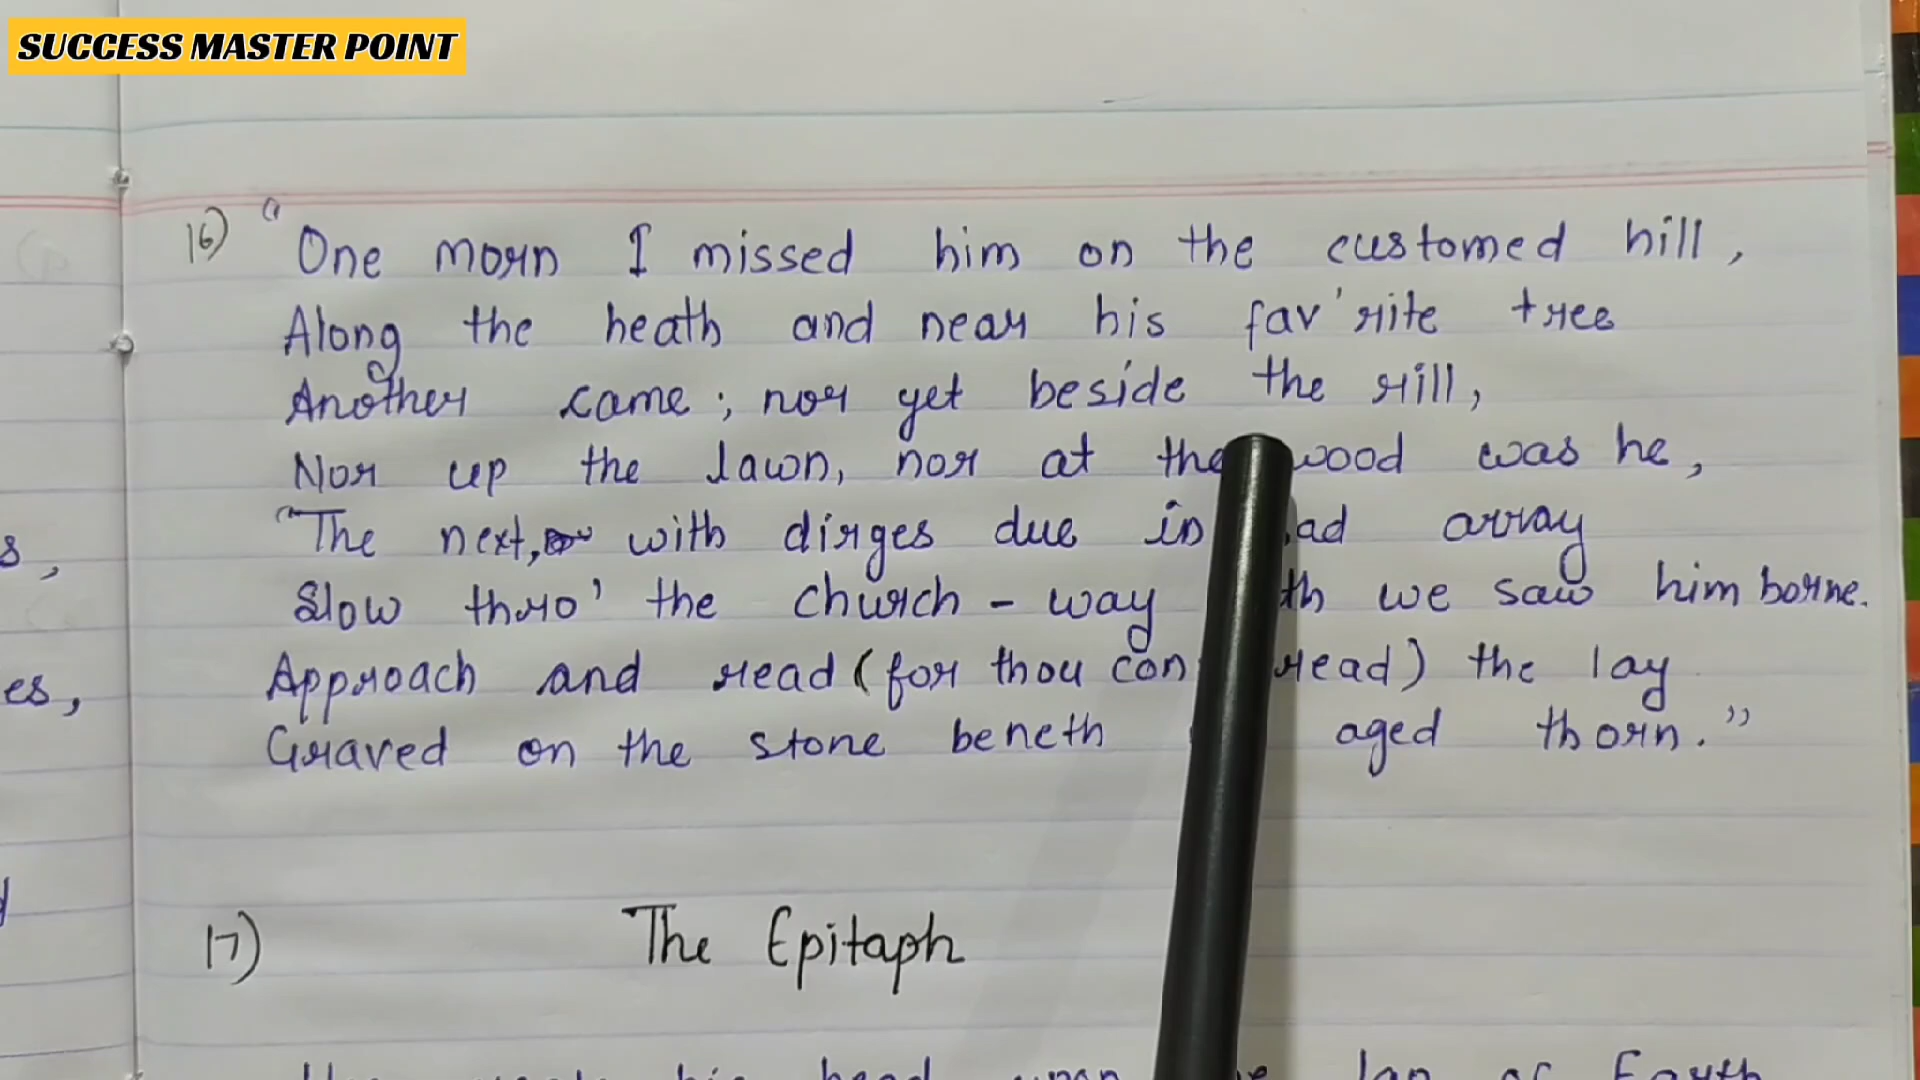 SUCCESS MASTER POINT
16) "One morn I missed him on the customed hill,
Along the heath and near his fav'rite tree
Another came; nor yet beside the rill,
Nor up the lawn, nor at the wood was he,
"The next, with dirges due in ad array
Slow thro' the church-way th we saw him borne.
Approach and read (for thou can read) the lay
Graved on the stone beneth aged thorn."
17) The Epitaph
s,
es,